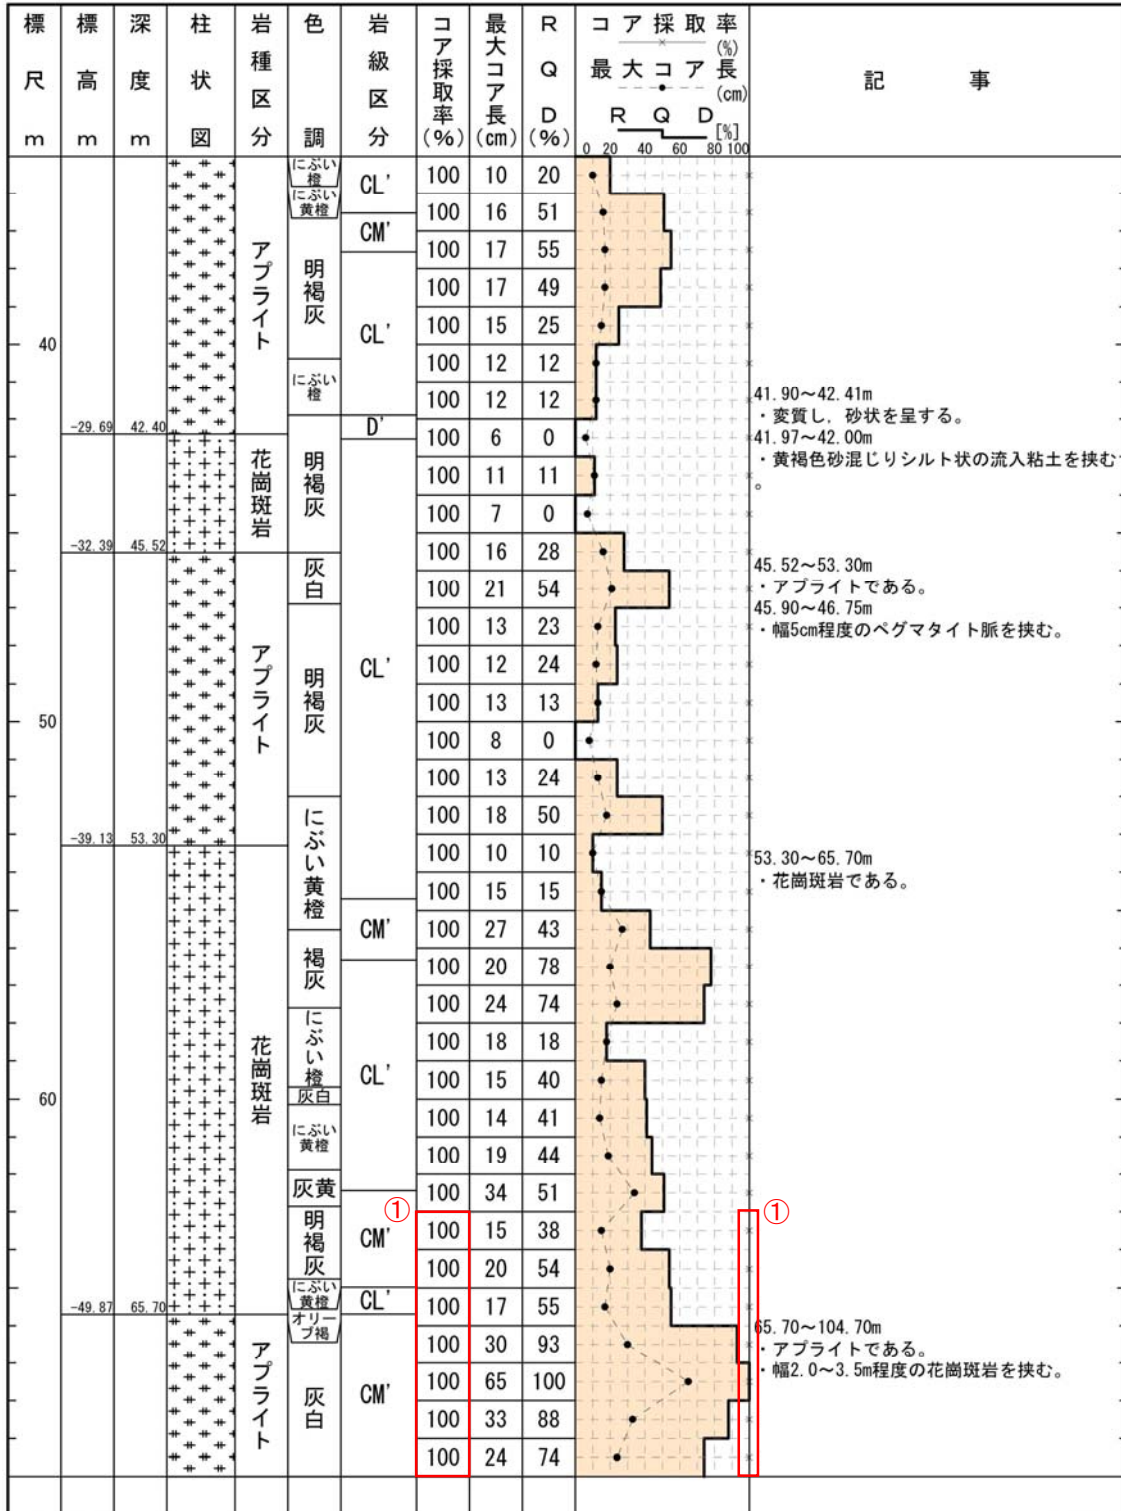 標尺m
標高m
深度m
柱状図
岩種区分
色調
岩級区分
コア採取率(%)
最大コア長(cm)
RQD(%)
コア採取率(%)
最大コア長(cm)
RQD[%]
0 20 40 60 80 100
記事
にぶい橙 CL' 100 10 20
にぶい黄橙 100 16 51
アプライト 明褐灰 CM' 100 17 55
CL' 100 17 49
100 15 25
40 100 12 12
にぶい橙 100 12 12
41.90～42.41m
・変質し，砂状を呈する。
-29.69 42.40 D' 100 6 0
41.97～42.00m
・黄褐色砂混じりシルト状の流入粘土を挟む
。
花崗斑岩 明褐灰 100 11 11
100 7 0
-32.39 45.52 100 16 28
45.52～53.30m
・アプライトである。
灰白 100 21 54
45.90～46.75m
・幅5cm程度のペグマタイト脈を挟む。
100 13 23
アプライト 明褐灰 CL' 100 12 24
100 13 13
50 100 8 0
100 13 24
にぶい黄橙 100 18 50
-39.13 53.30 100 10 10
53.30～65.70m
・花崗斑岩である。
100 15 15
CM' 100 27 43
褐灰 100 20 78
100 24 74
にぶい橙 100 18 18
花崗斑岩 CL' 100 15 40
灰白
60 100 14 41
にぶい黄橙 100 19 44
灰黄 100 34 51
① ①
明褐灰 CM' 100 15 38
100 20 54
にぶい黄橙 CL' 100 17 55
-49.87 65.70
オリーブ褐 100 30 93
65.70～104.70m
・アプライトである。
・幅2.0～3.5m程度の花崗斑岩を挟む。
アプライト 灰白 CM' 100 65 100
100 33 88
100 24 74